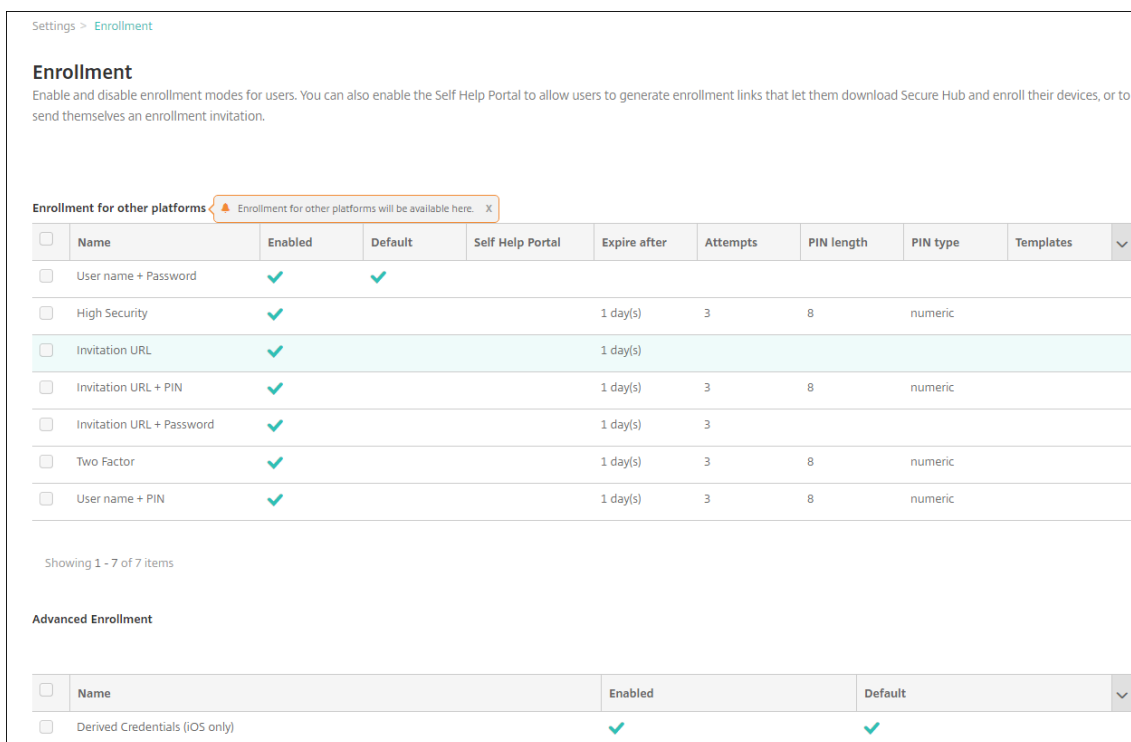 Settings > Enrollment
Enrollment
Enable and disable enrollment modes for users. You can also enable the Self Help Portal to allow users to generate enrollment links that let them download Secure Hub and enroll their devices, or to
send themselves an enrollment invitation.
Enrollment for other platforms Enrollment for other platforms will be available here. X
Name Enabled Default Self Help Portal Expire after Attempts PIN length PIN type Templates
User name + Password
High Security 1 day(s) 3 8 numeric
Invitation URL 1 day(s)
Invitation URL + PIN 1 day(s) 3 8 numeric
Invitation URL + Password 1 day(s) 3
Two Factor 1 day(s) 3 8 numeric
User name + PIN 1 day(s) 3 8 numeric
Showing 1 - 7 of 7 items
Advanced Enrollment
Name Enabled Default
Derived Credentials (iOS only)